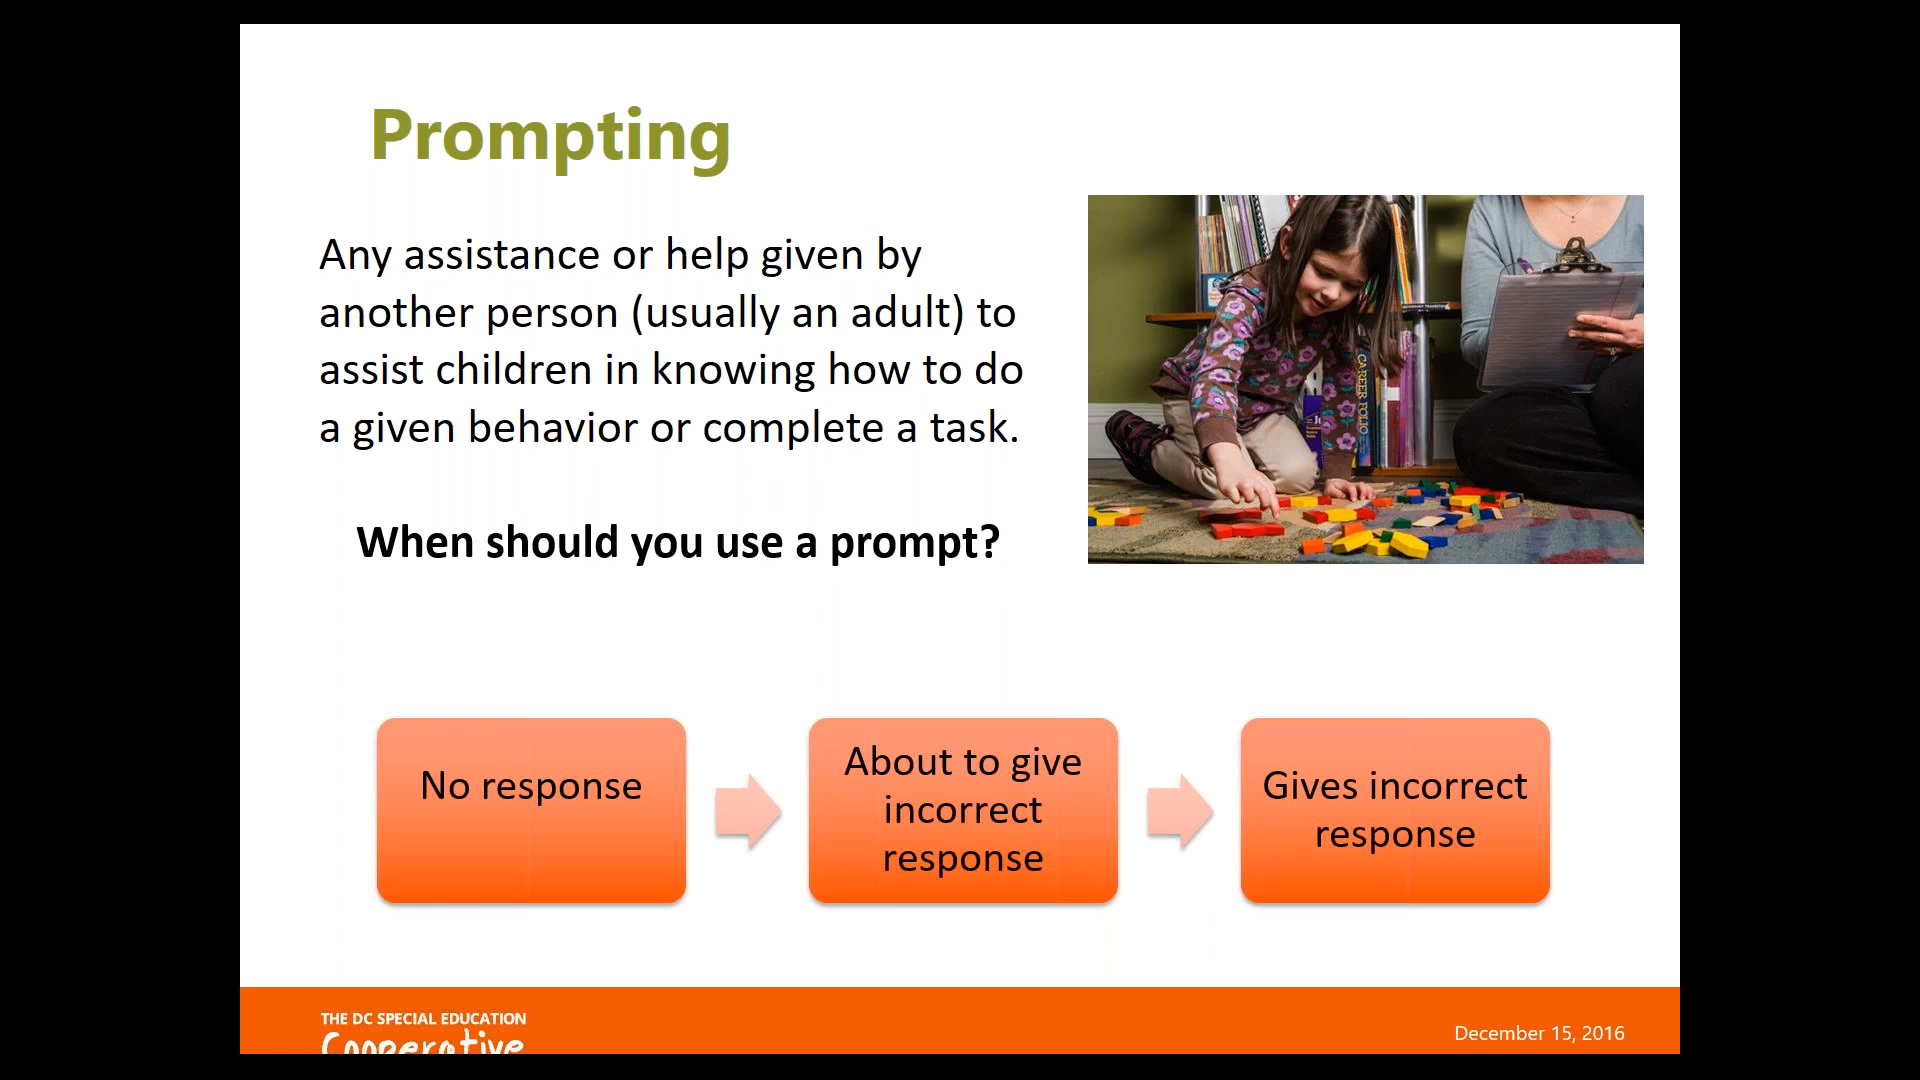 Prompting
Any assistance or help given by
another person (usually an adult) to
assist children in knowing how to do
a given behavior or complete a task.
When should you use a prompt?
CAREER FOLIO
No response
About to give
incorrect
response
Gives incorrect
response
THE DC SPECIAL EDUCATION
Cooperative
December 15, 2016